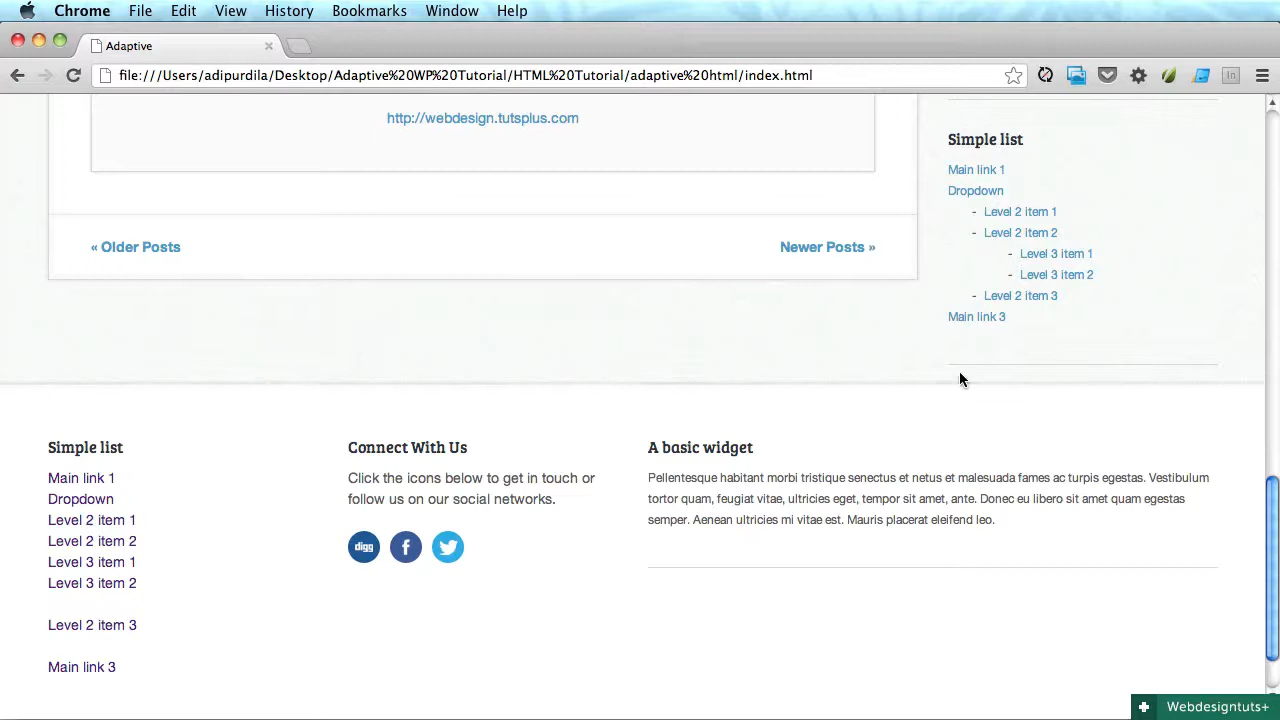 Chrome File Edit View History Bookmarks Window Help
Adaptive
file:///Users/adipurdila/Desktop/Adaptive%20WP%20Tutorial/HTML%20Tutorial/adaptive%20html/index.html
http://webdesign.tutsplus.com
« Older Posts
Newer Posts »
Simple list
Main link 1
Dropdown
- Level 2 item 1
- Level 2 item 2
- Level 3 item 1
- Level 3 item 2
- Level 2 item 3
Main link 3
Simple list
Main link 1
Dropdown
Level 2 item 1
Level 2 item 2
Level 3 item 1
Level 3 item 2
Level 2 item 3
Main link 3
Connect With Us
Click the icons below to get in touch or
follow us on our social networks.
digg
f
A basic widget
Pellentesque habitant morbi tristique senectus et netus et malesuada fames ac turpis egestas. Vestibulum
tortor quam, feugiat vitae, ultricies eget, tempor sit amet, ante. Donec eu libero sit amet quam egestas
semper. Aenean ultricies mi vitae est. Mauris placerat eleifend leo.
Webdesigntuts+